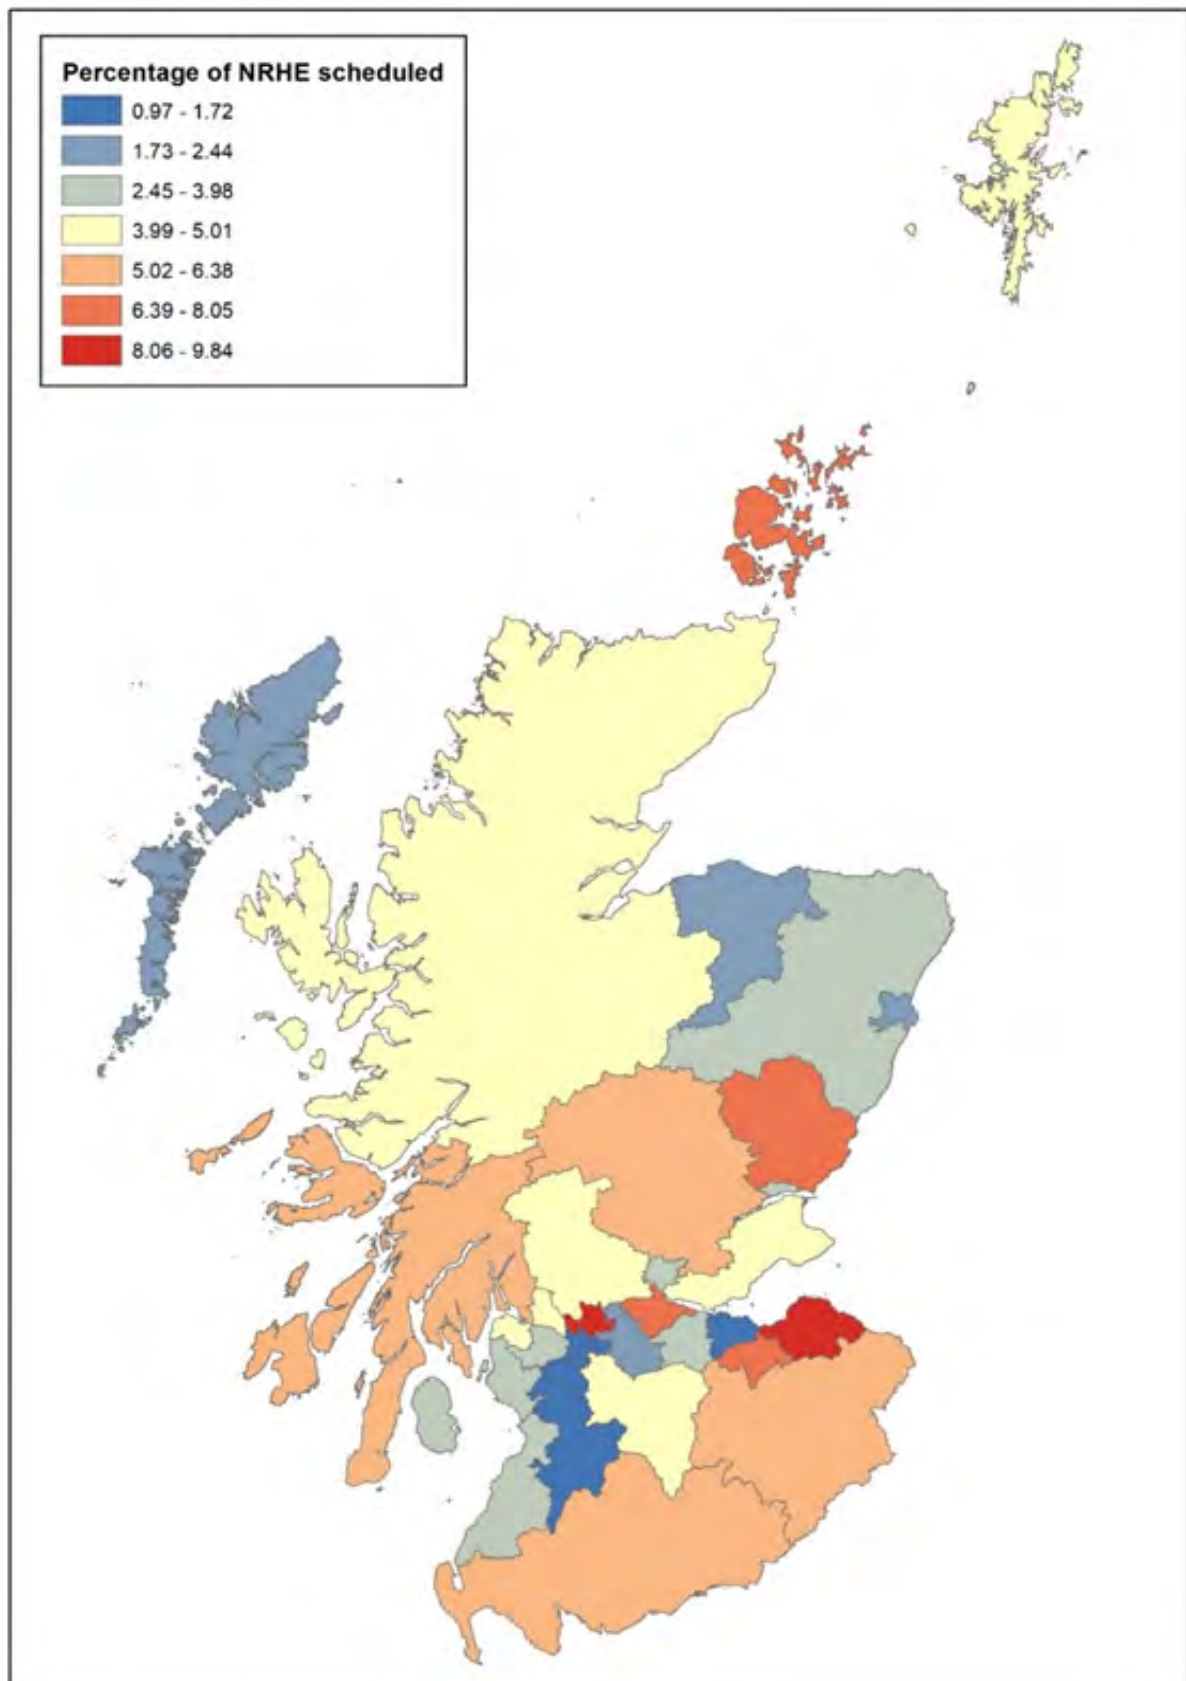 Percentage of NRHE scheduled
0.97 - 1.72
1.73 - 2.44
2.45 - 3.98
3.99 - 5.01
5.02 - 6.38
6.39 - 8.05
8.06 - 9.84